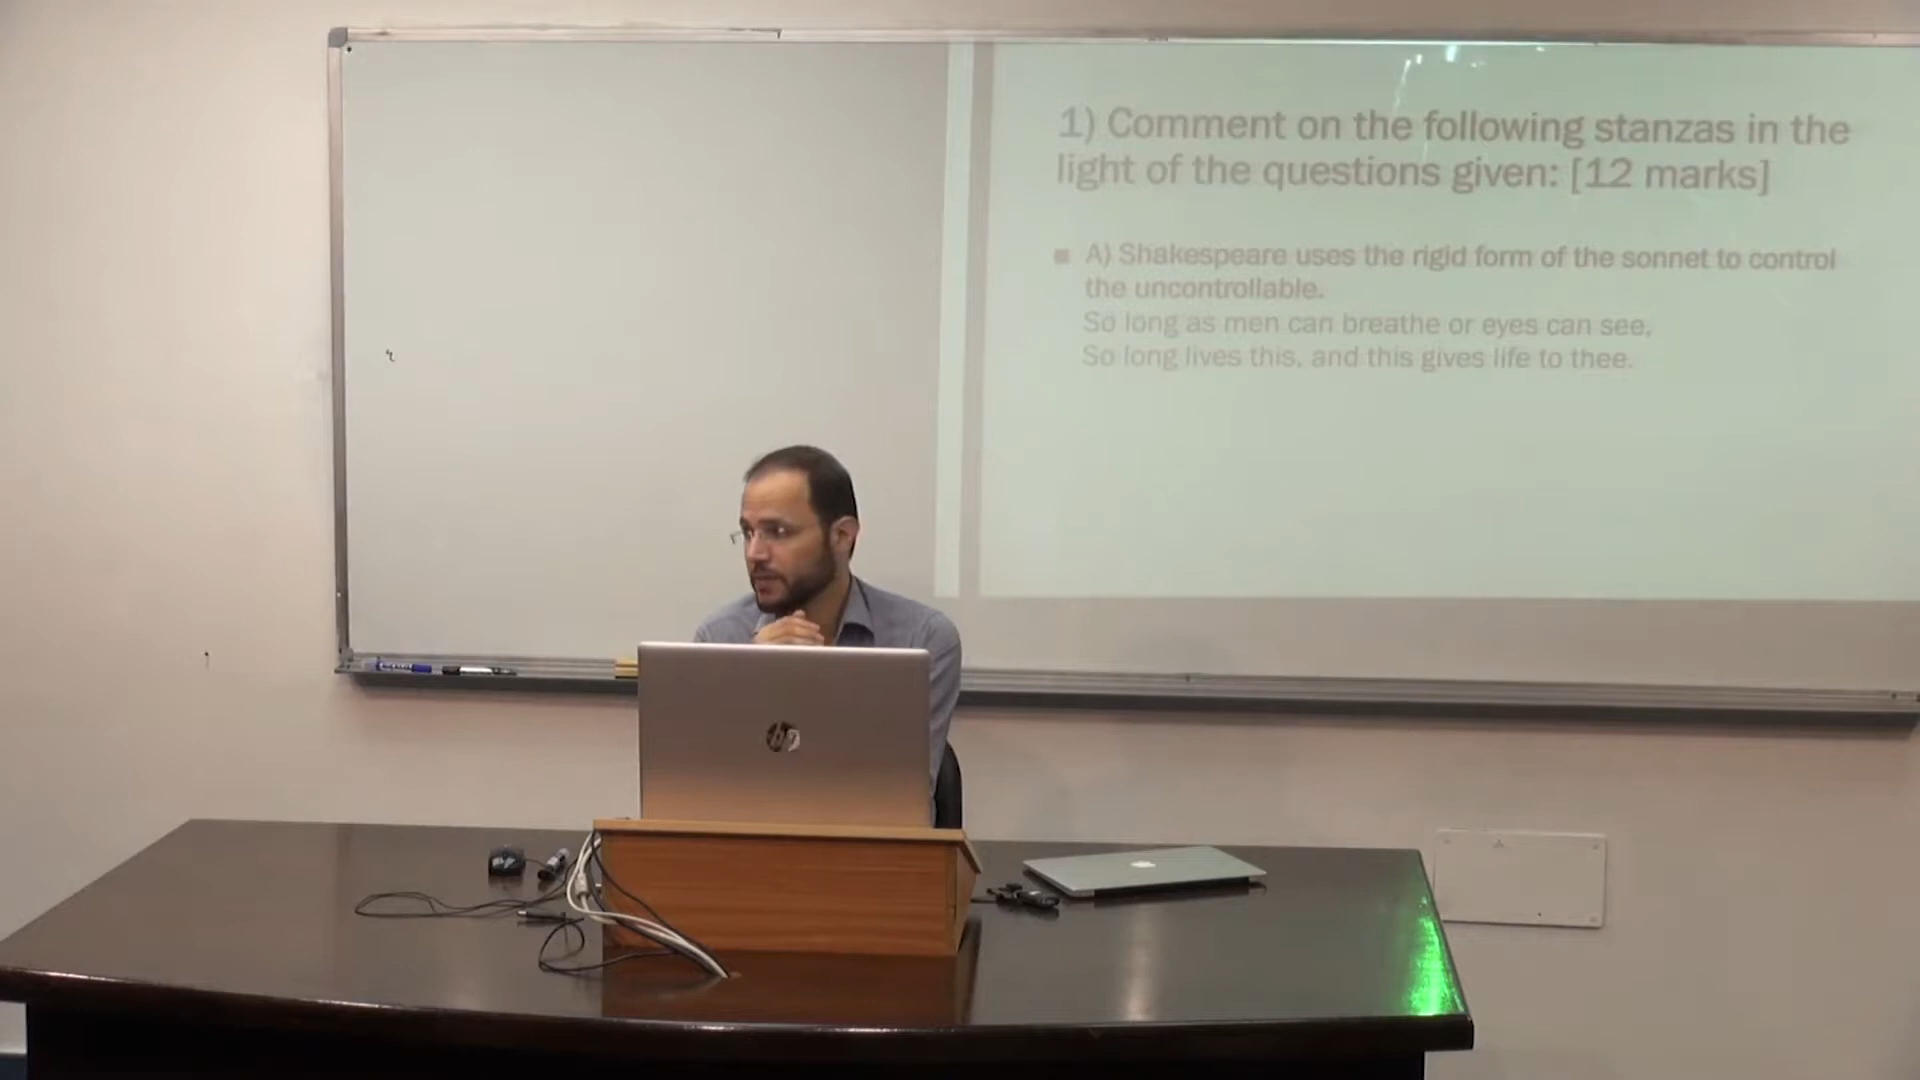 1) Comment on the following stanzas in the
light of the questions given: [12 marks]
A) Shakespeare uses the rigid form of the sonnet to control
the uncontrollable.
So long as men can breathe or eyes can see,
So long lives this, and this gives life to thee.
hp